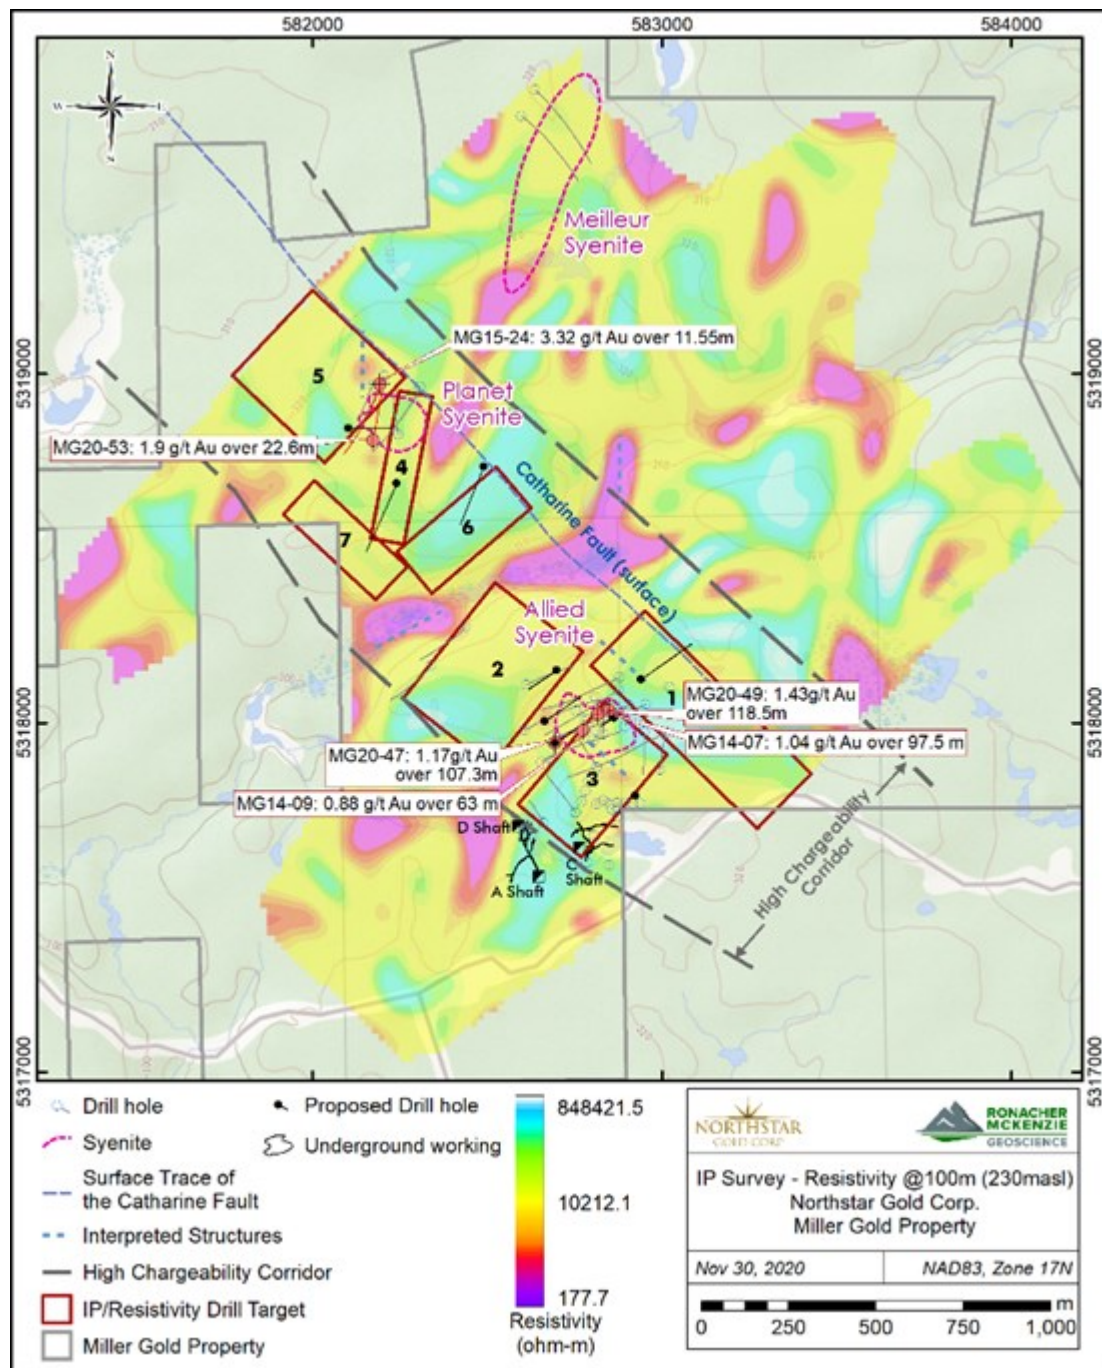 582000
583000
584000
N
W
E
Meilleur
Syenite
5319000
5319000
MG15-24: 3.32 g/t Au over 11.55m
5
Planet
Syenite
MG20-53: 1.9 g/t Au over 22.6m
4
Catharine Fault (surface)
6
7
Allied
Syenite
2
1
MG20-49: 1.43g/t Au
over 118.5m
5318000
5318000
MG14-07: 1.04 g/t Au over 97.5 m
MG20-47: 1.17g/t Au
over 107.3m
3
MG14-09: 0.88 g/t Au over 63 m
D Shaft
C
Shaft
A Shaft
High Chargeability
Corridor
310
320
5317000
5317000
Drill hole
Proposed Drill hole
Syenite
Underground working
Surface Trace of
the Catharine Fault
Interpreted Structures
High Chargeability Corridor
IP/Resistivity Drill Target
Miller Gold Property
848421.5
10212.1
177.7
Resistivity
(ohm-m)
NORTHSTAR
GOLD CORP.
RONACHER
MCKENZIE
GEOSCIENCE
IP Survey - Resistivity @100m (230masl)
Northstar Gold Corp.
Miller Gold Property
Nov 30, 2020
NAD83, Zone 17N
m
0 250 500 750 1,000